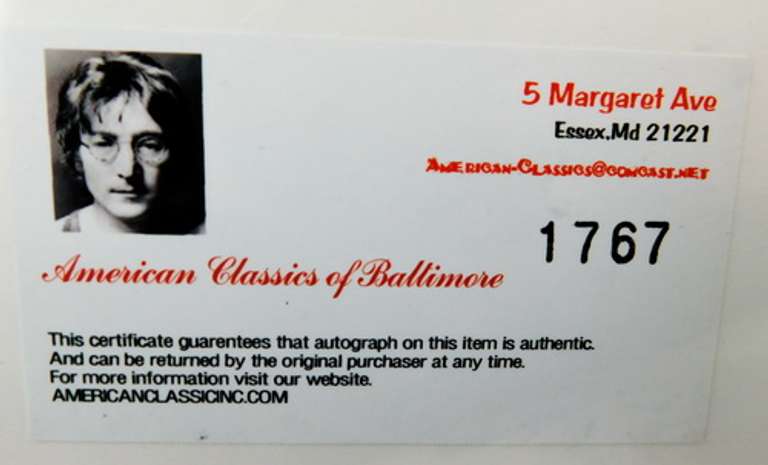 5 Margaret Ave
Essex,Md 21221
American-Classics@comcast.net
1767
American Classics of Baltimore
This certificate guarentees that autograph on this item is authentic.
And can be returned by the original purchaser at any time.
For more information visit our website.
AMERICANCLASSICINC.COM